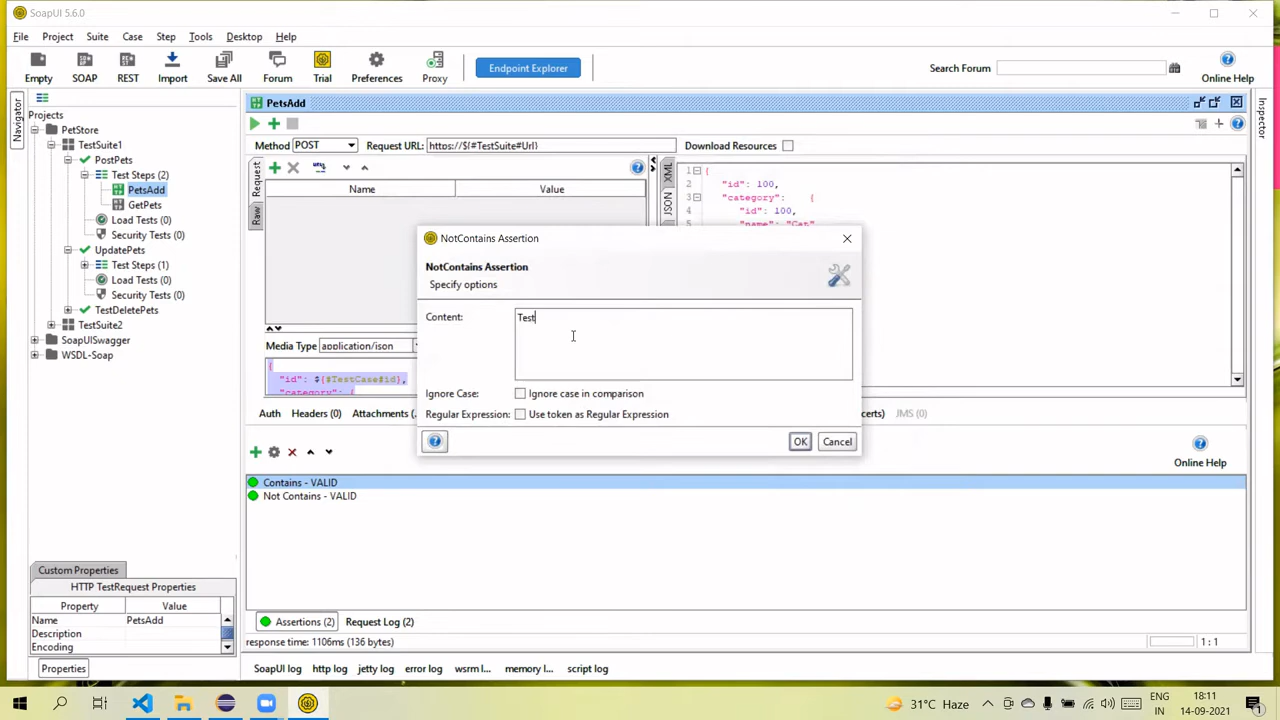 SoapUI 5.6.0
File Project Suite Case Step Tools Desktop Help
Empty SOAP REST Import Save All Forum Trial Preferences Proxy
Endpoint Explorer
Search Forum
Online Help
Navigator
Projects
PetStore
TestSuite1
PostPets
Test Steps (2)
PetsAdd
GetPets
Load Tests (0)
Security Tests (0)
UpdatePets
Test Steps (1)
Load Tests (0)
Security Tests (0)
TestDeletePets
TestSuite2
SoapUISwagger
WSDL-Soap
PetsAdd
Method POST Request URL: https://${#TestSuite#Url} Download Resources
Request
Raw
Name Value
XML
JSON
1 {
2 "id": 100,
3 "category": {
4 "id": 100,
5 "name": "Cat"
Inspector
NotContains Assertion
NotContains Assertion
Specify options
Content: Test
Ignore Case: Ignore case in comparison
Regular Expression: Use token as Regular Expression
OK Cancel
Media Type application/json
{
"id": ${#TestCase#id},
"category": {
Auth Headers (0) Attachments ( JMS (0)
Online Help
Contains - VALID
Not Contains - VALID
Assertions (2) Request Log (2)
response time: 1106ms (136 bytes) 1 : 1
Custom Properties
HTTP TestRequest Properties
Property Value
Name PetsAdd
Description
Encoding
Properties
SoapUI log http log jetty log error log wsrm l... memory l... script log
31°C Haze
ENG
IN
18:11
14-09-2021
1